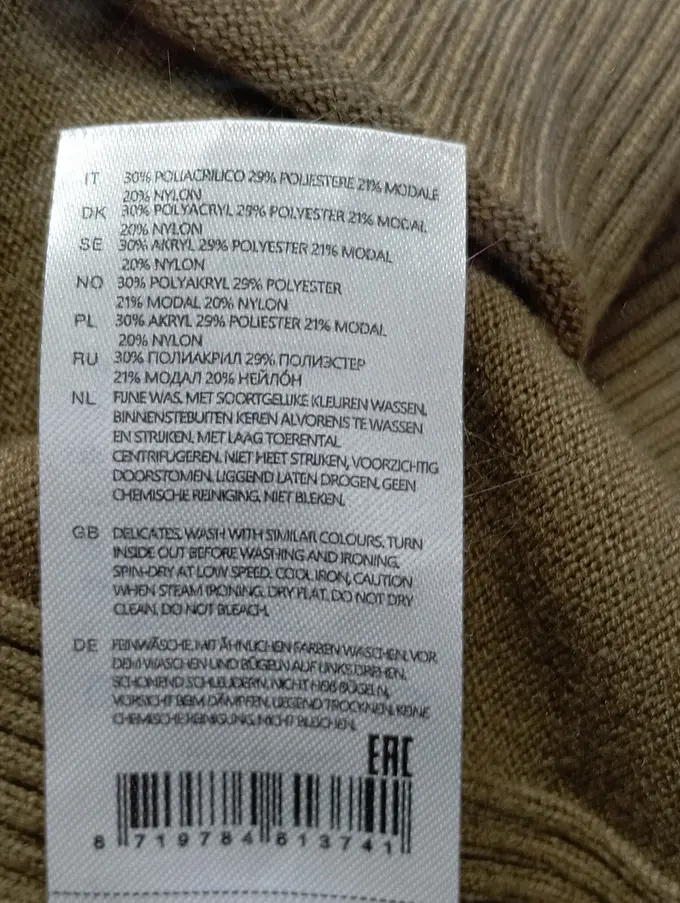 IT 30% POLIACRILICO 29% POLIESTERE 21% MODALE
20% NYLON
DK 30% POLYACRYL 29% POLYESTER 21% MODAL
20% NYLON
SE 30% AKRYL 29% POLYESTER 21% MODAL
20% NYLON
NO 30% POLYAKRYL 29% POLYESTER
21% MODAL 20% NYLON
PL 30% AKRYL 29% POLIESTER 21% MODAL
20% NYLON
RU 30% ПОЛИАКРИЛ 29% ПОЛИЭСТЕР
21% МОДАЛ 20% НЕЙЛÓН
NL FIJNE WAS. MET SOORTGELIJKE KLEUREN WASSEN.
BINNENSTEBUITEN KEREN ALVORENS TE WASSEN
EN STRIJKEN. MET LAAG TOERENTAL
CENTRIFUGEREN. NIET HEET STRIJKEN, VOORZICHTIG
DOORSTOMEN. LIGGEND LATEN DROGEN. GEEN
CHEMISCHE REINIGING. NIET BLEKEN.
GB DELICATES. WASH WITH SIMILAR COLOURS. TURN
INSIDE OUT BEFORE WASHING AND IRONING.
SPIN-DRY AT LOW SPEED. COOL IRON, CAUTION
WHEN STEAM IRONING. DRY FLAT. DO NOT DRY
CLEAN. DO NOT BLEACH.
DE FEINWÄSCHE. MIT ÄHNLICHEN FARBEN WASCHEN. VOR
DEM WASCHEN UND BÜGELN AUF LINKS DREHEN.
SCHONEND SCHLEUDERN. NICHT HEIß BÜGELN,
VORSICHT BEIM DÄMPFEN. LIEGEND TROCKNEN. KEINE
CHEMISCHE REINIGUNG. NICHT BLEICHEN.
EAC
8 719784 613741